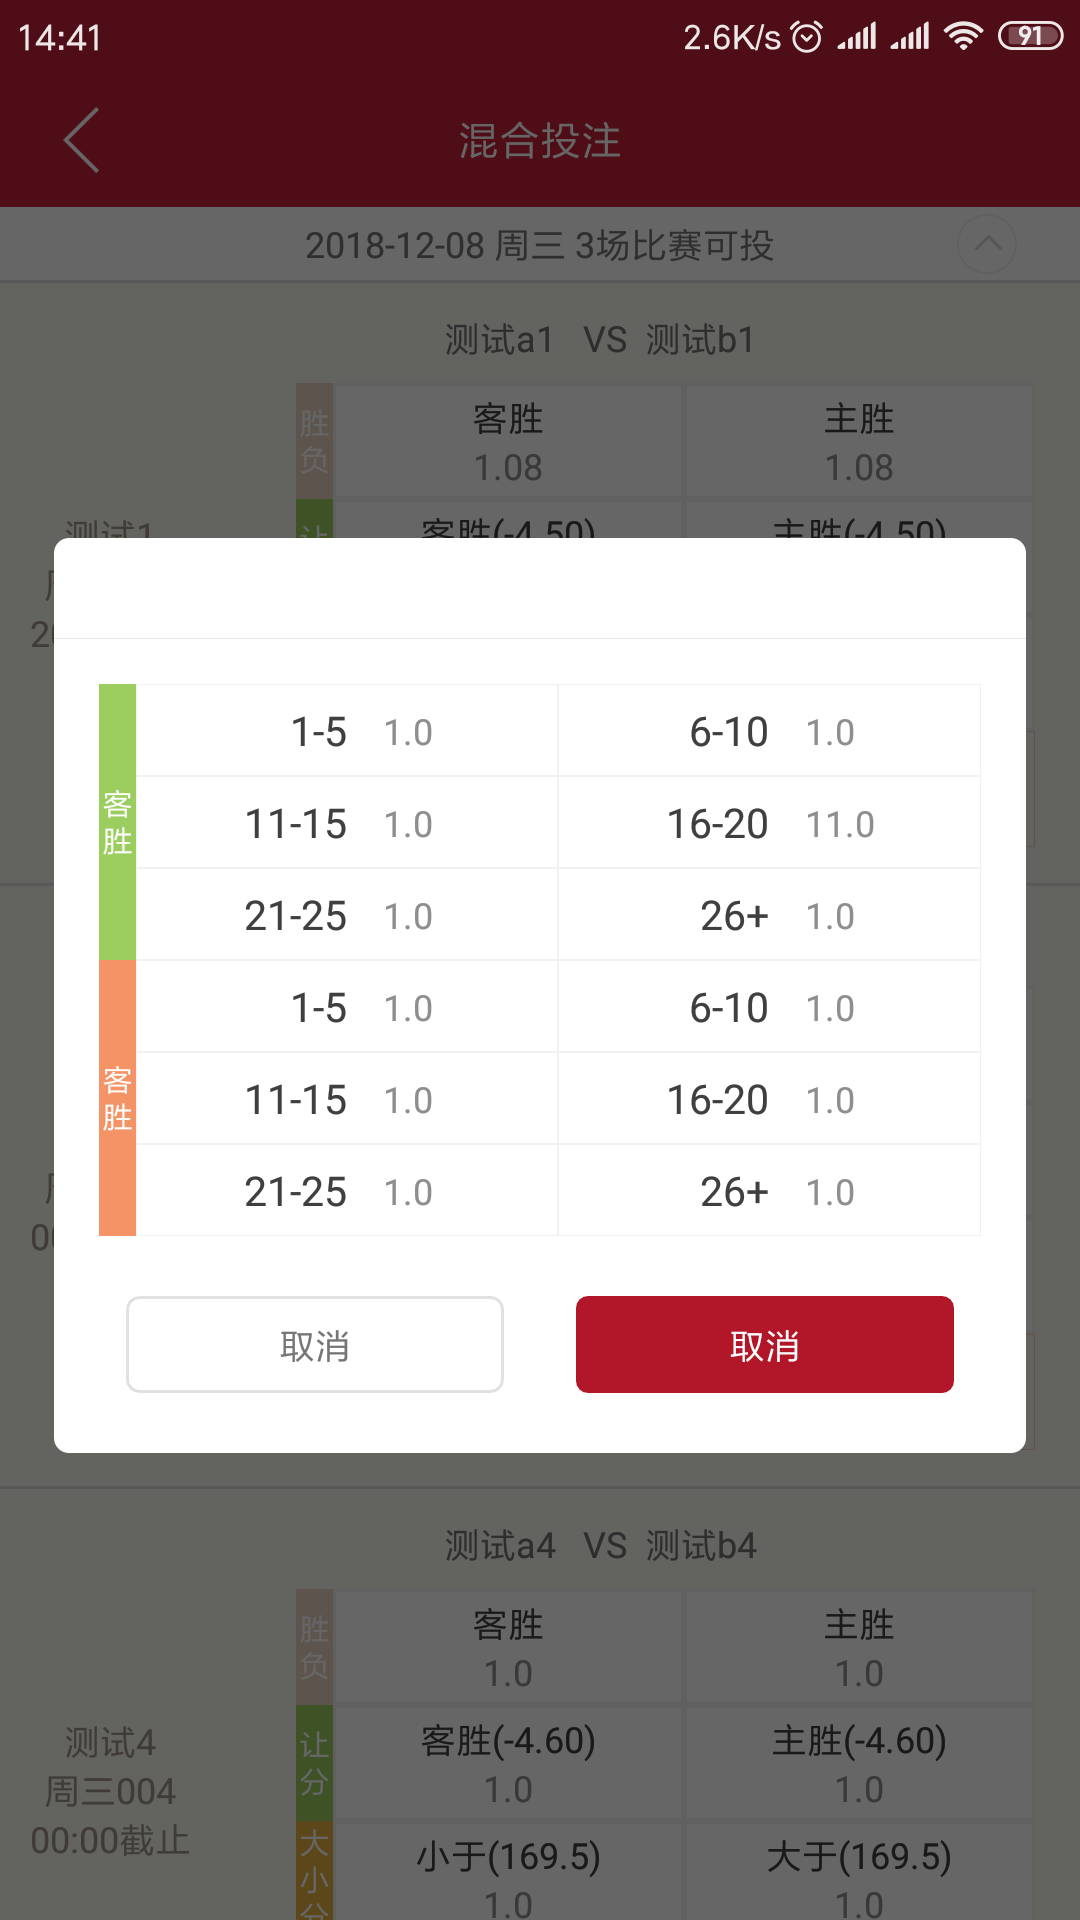 14:41 2.6K/s 91
混合投注
2018-12-08 周三 3场比赛可投
测试a1 VS 测试b1
胜负
客胜 主胜
1.08 1.08
让
客胜(-4.50) 主胜(-4.50)
测试1
客胜
1-5 1.0 6-10 1.0
11-15 1.0 16-20 11.0
21-25 1.0 26+ 1.0
客胜
1-5 1.0 6-10 1.0
11-15 1.0 16-20 1.0
21-25 1.0 26+ 1.0
取消 取消
测试a4 VS 测试b4
胜负
客胜 主胜
1.0 1.0
测试4
周三004
00:00截止
让分
客胜(-4.60) 主胜(-4.60)
1.0 1.0
大小分
小于(169.5) 大于(169.5)
1.0 1.0